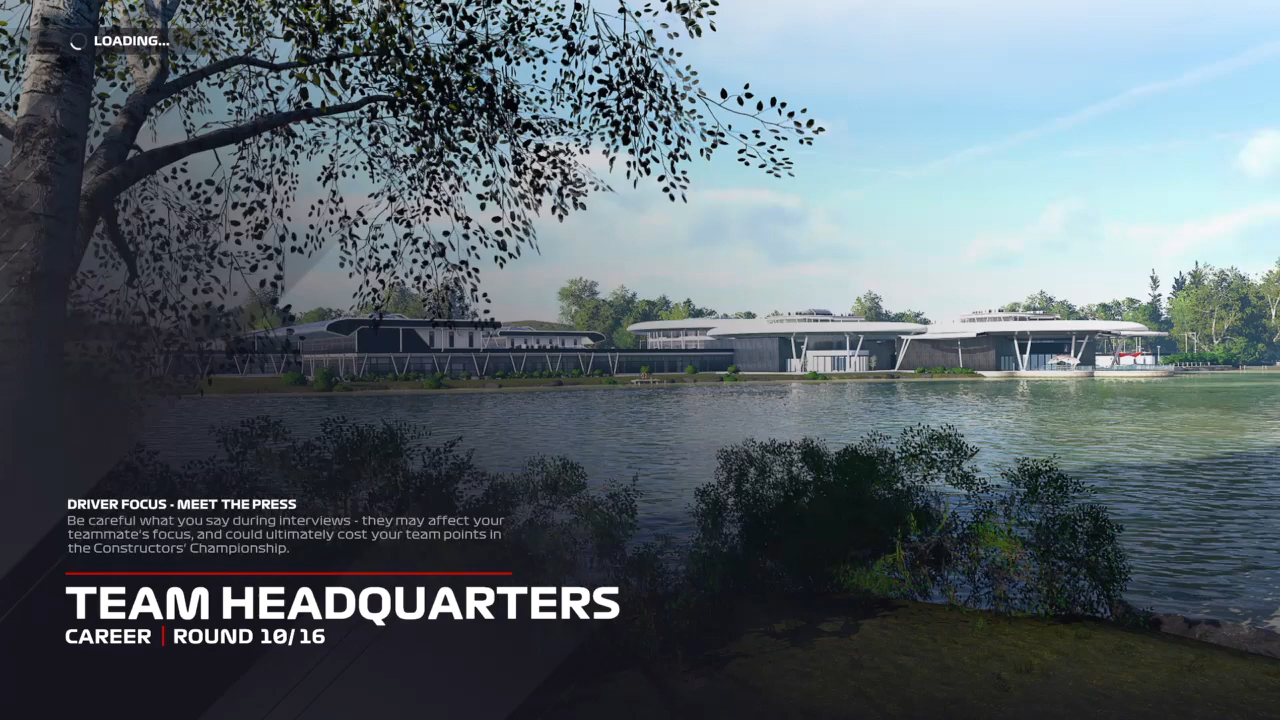 LOADING...
DRIVER FOCUS - MEET THE PRESS
Be careful what you say during interviews - they may affect your
teammate's focus, and could ultimately cost your team points in
the Constructors' Championship.
TEAM HEADQUARTERS
CAREER | ROUND 10/16